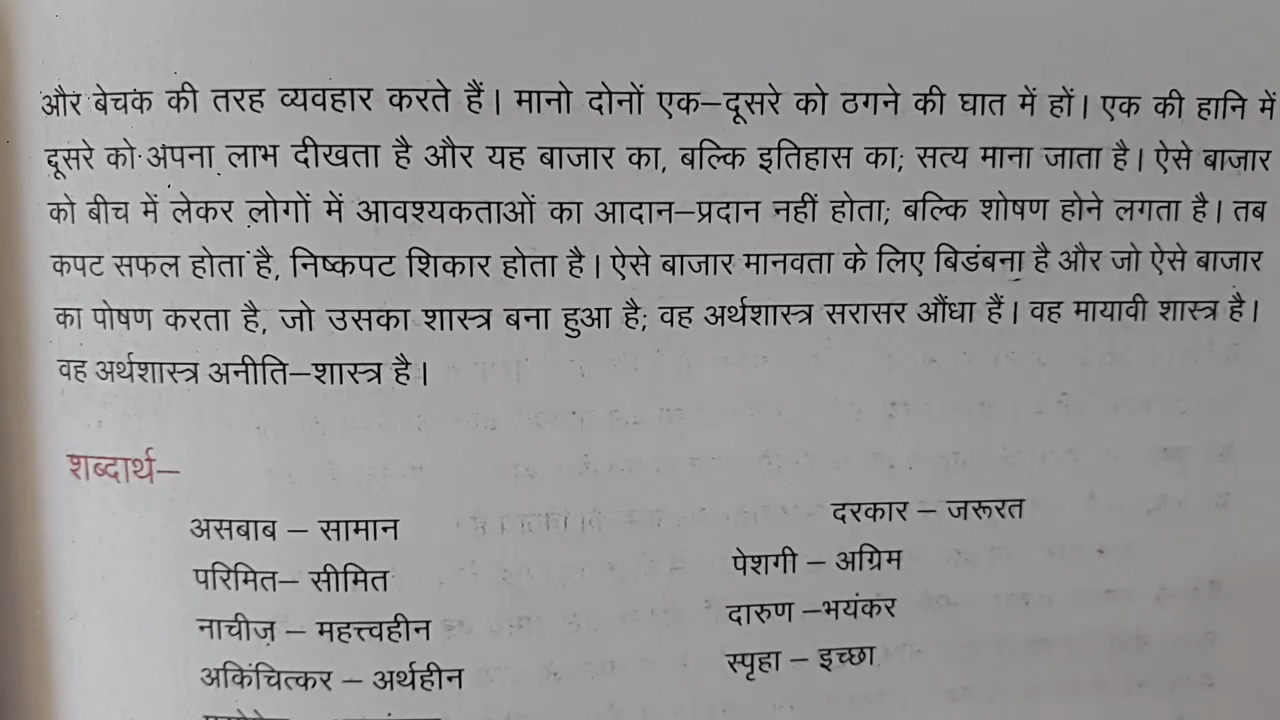 और बेचक की तरह व्यवहार करते हैं। मानो दोनों एक–दूसरे को ठगने की घात में हों। एक की हानि में
दूसरे को अपना लाभ दीखता है और यह बाजार का, बल्कि इतिहास का; सत्य माना जाता है। ऐसे बाजार
को बीच में लेकर लोगों में आवश्यकताओं का आदान–प्रदान नहीं होता; बल्कि शोषण होने लगता है। तब
कपट सफल होता है, निष्कपट शिकार होता है। ऐसे बाजार मानवता के लिए बिडंबना है और जो ऐसे बाजार
का पोषण करता है, जो उसका शास्त्र बना हुआ है; वह अर्थशास्त्र सरासर औंधा हैं। वह मायावी शास्त्र है।
वह अर्थशास्त्र अनीति–शास्त्र है।
शब्दार्थ–
असबाब – सामान
परिमित– सीमित
नाचीज़ – महत्त्वहीन
अकिंचित्कर – अर्थहीन
दरकार – जरूरत
पेशगी – अग्रिम
दारुण –भयंकर
स्पृहा – इच्छा